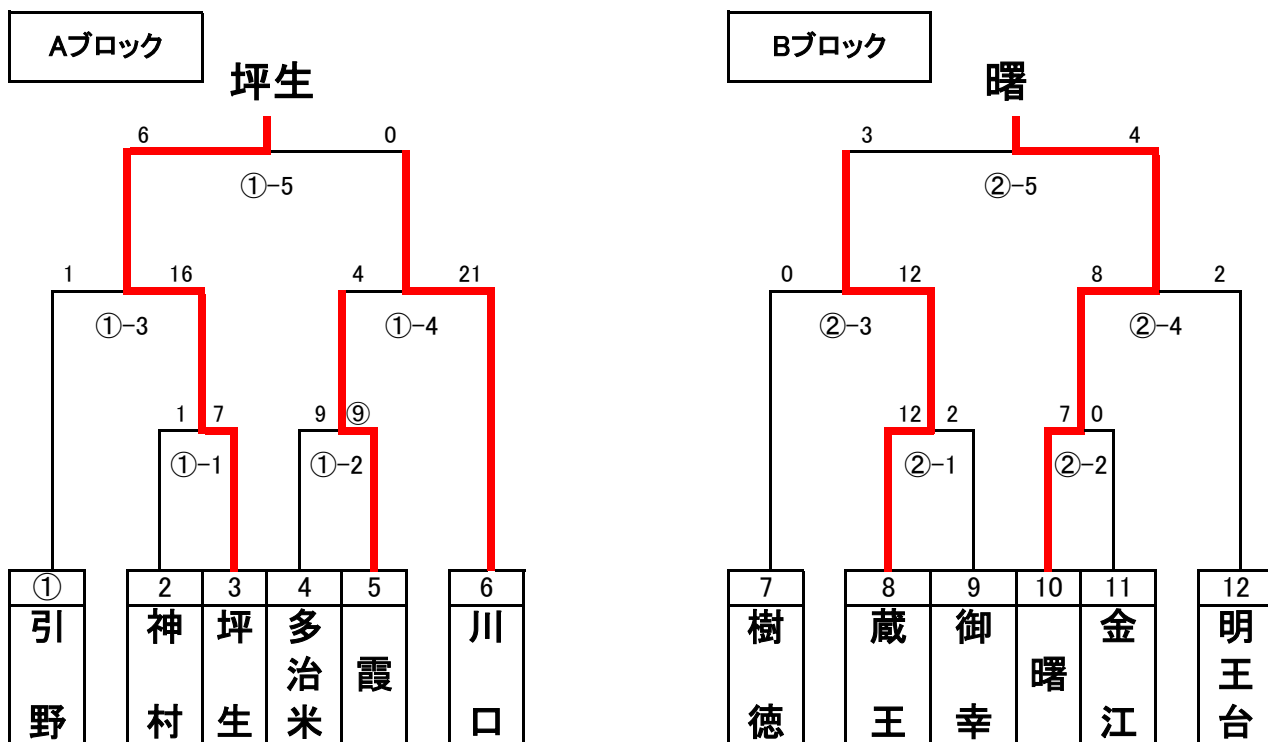 Aブロック
Bブロック
坪生
曙
6 0
3 4
①-5
②-5
1 16 4 21
0 12 8 2
①-3 ①-4
②-3 ②-4
1 7 9 ⑨
12 2 7 0
①-1 ①-2
②-1 ②-2
① 2 3 4 5 6
7 8 9 10 11 12
引野
神村
坪生
多治米
霞
川口
樹徳
蔵王
御幸
曙
金江
明王台